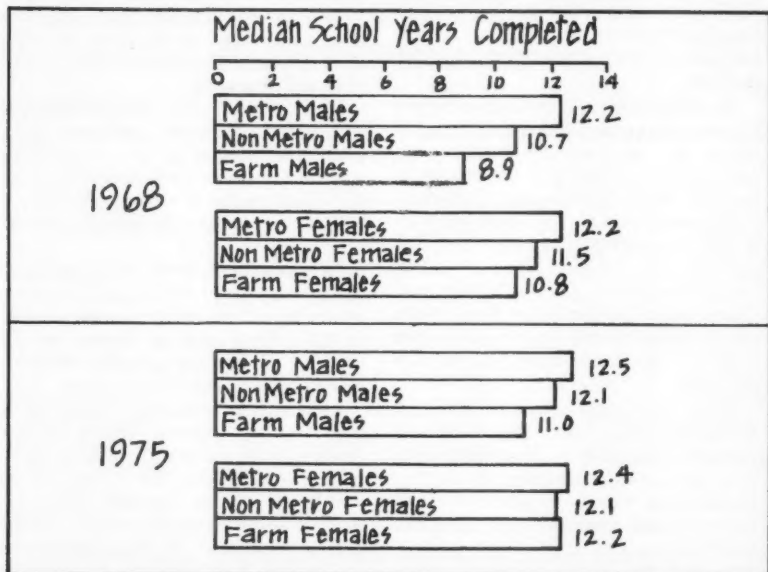 Median School Years Completed
0 2 4 6 8 10 12 14
1968
Metro Males 12.2
Non Metro Males 10.7
Farm Males 8.9
Metro Females 12.2
Non Metro Females 11.5
Farm Females 10.8
1975
Metro Males 12.5
Non Metro Males 12.1
Farm Males 11.0
Metro Females 12.4
Non Metro Females 12.1
Farm Females 12.2